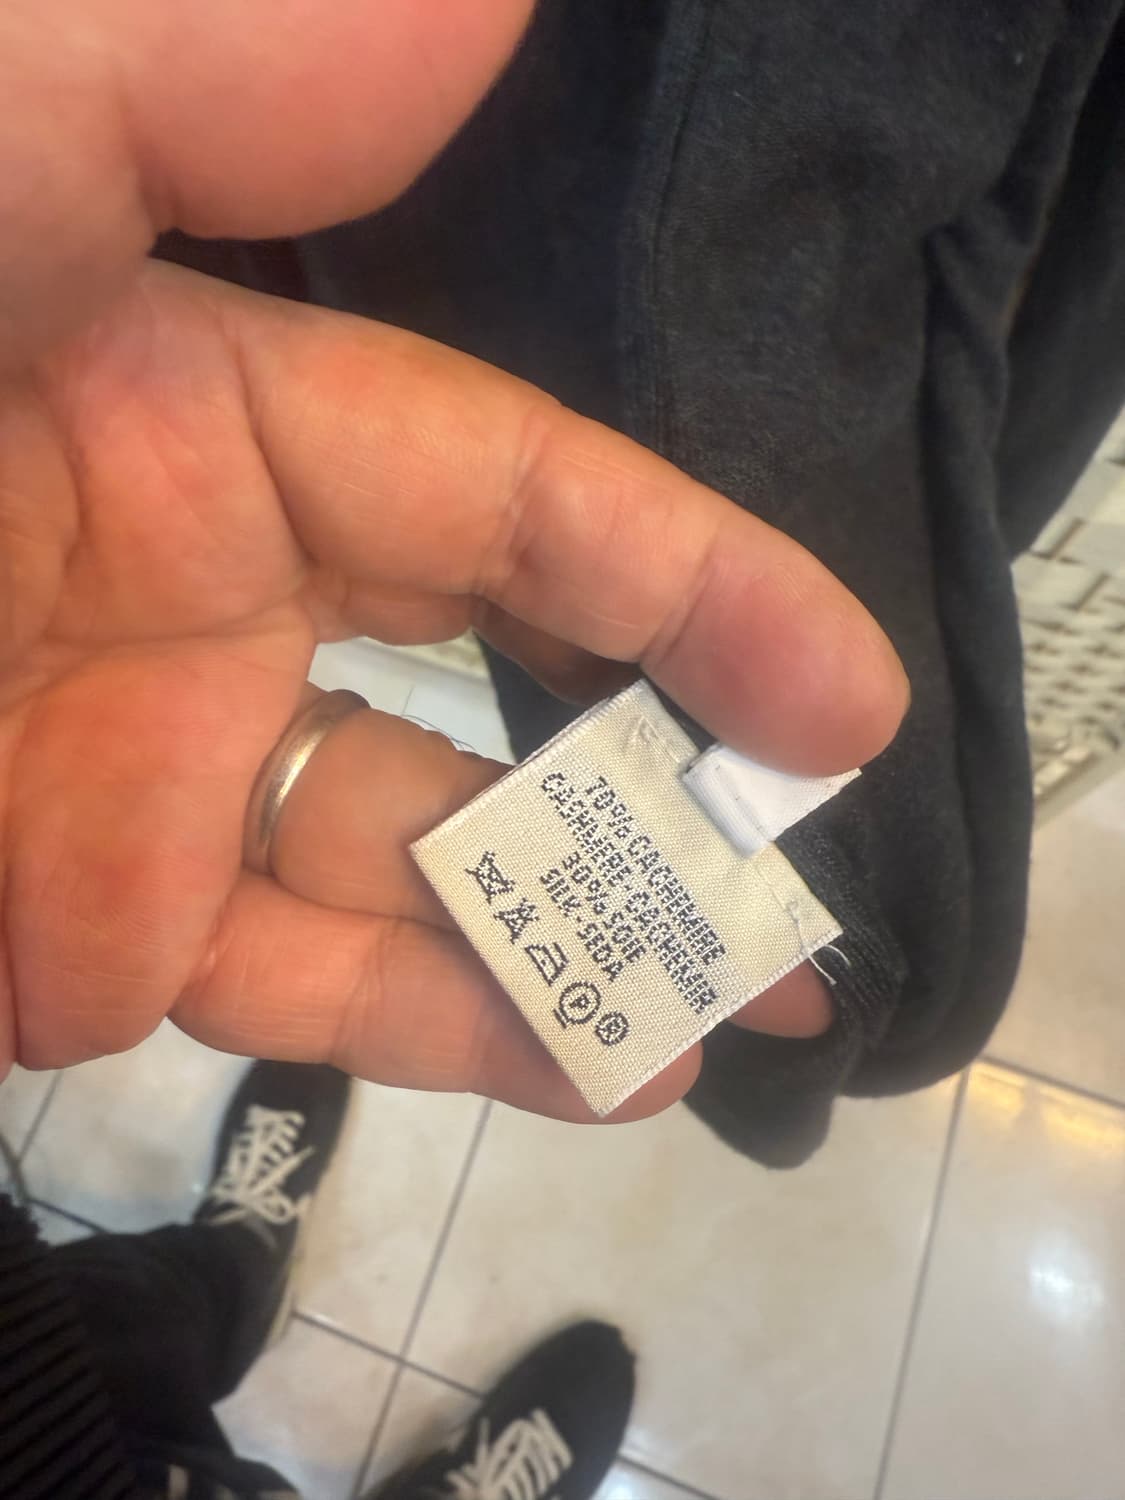 70% CACHEMIRE
CASHMERE-CACHEMIR
30% SOIE
SILK-SEDA
P R